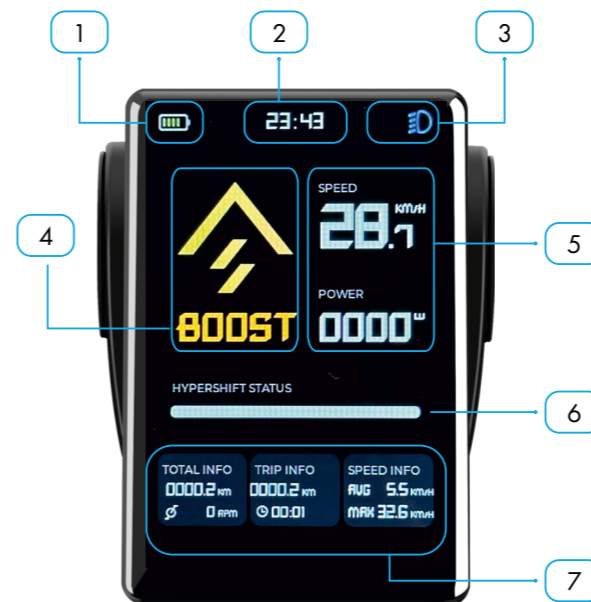 1 2 3
23:43
4
SPEED
28.7 KM/H
5
POWER
0000 W
BOOST
HYPERSHIFT STATUS
6
TOTAL INFO TRIP INFO SPEED INFO
0000.2 KM 0000.2 KM AVG 5.5 KM/H
0 RPM 00:01 MAX 32.6 KM/H
7